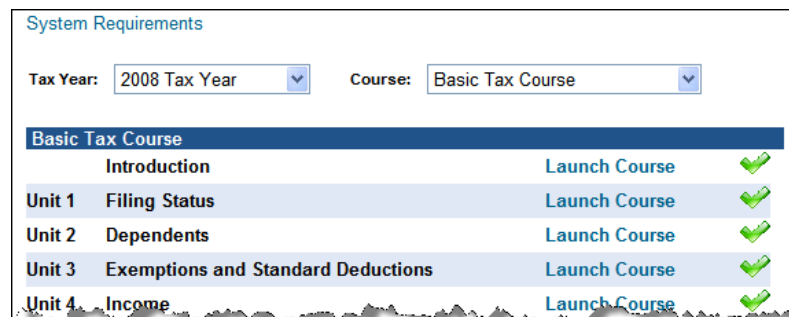 System Requirements
Tax Year: 2008 Tax Year Course: Basic Tax Course
Basic Tax Course
Introduction Launch Course
Unit 1 Filing Status Launch Course
Unit 2 Dependents Launch Course
Unit 3 Exemptions and Standard Deductions Launch Course
Unit 4 Income Launch Course